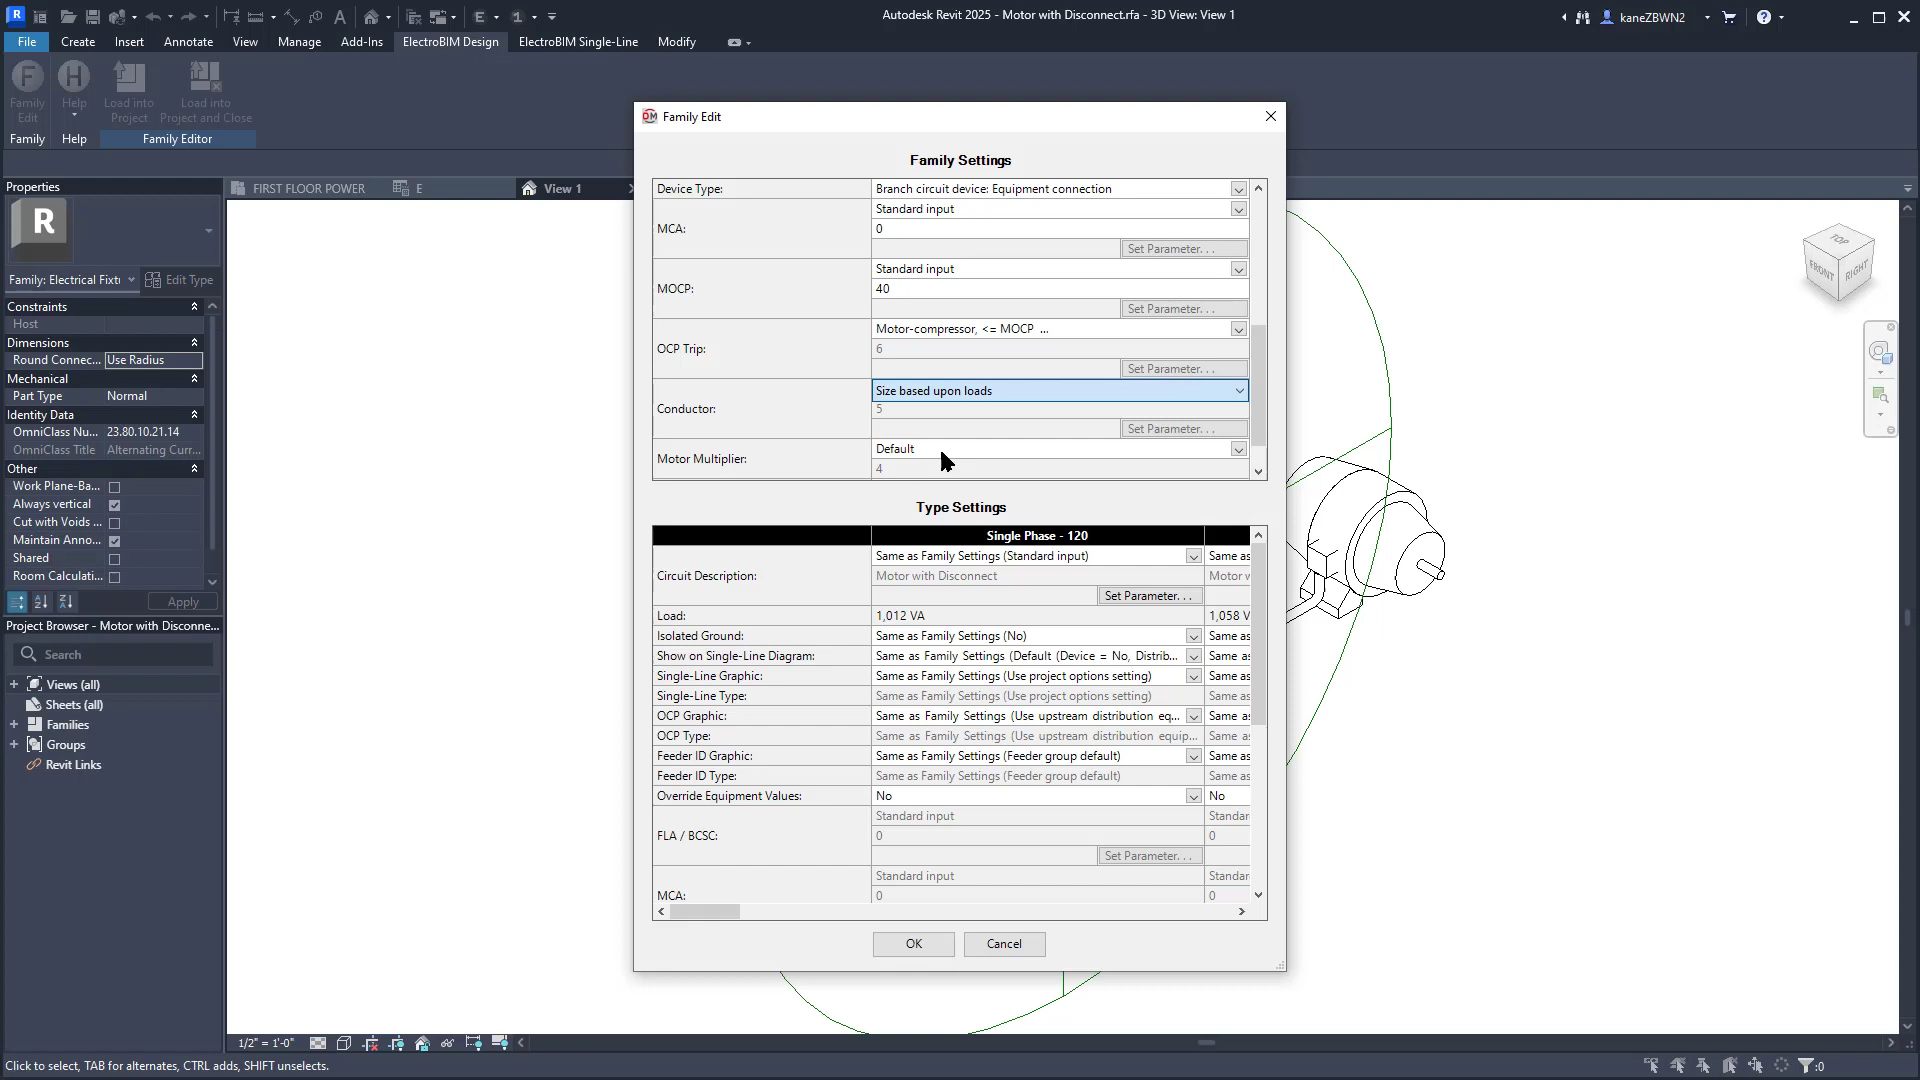 Autodesk Revit 2025 - Motor with Disconnect.rfa - 3D View: View 1
kaneZBWN2
File
Create
Insert
Annotate
View
Manage
Add-Ins
ElectroBIM Design
ElectroBIM Single-Line
Modify
Family Edit
Help
Load into Project
Load into Project and Close
Family
Help
Family Editor
Properties
FIRST FLOOR POWER
E
View 1
R
Family: Electrical Fixtu
Edit Type
Constraints
Host
Dimensions
Round Connec... Use Radius
Mechanical
Part Type Normal
Identity Data
OmniClass Nu... 23.80.10.21.14
OmniClass Title Alternating Curr...
Other
Work Plane-Ba...
Always vertical
Cut with Voids ...
Maintain Anno...
Shared
Room Calculati...
Apply
Project Browser - Motor with Disconne...
Search
Views (all)
Sheets (all)
Families
Groups
Revit Links
Family Edit
Family Settings
Device Type: Branch circuit device: Equipment connection
Standard input
MCA: 0
Set Parameter. . .
Standard input
MOCP: 40
Set Parameter. . .
Motor-compressor, <= MOCP ...
OCP Trip: 6
Set Parameter. . .
Size based upon loads
Conductor: 5
Set Parameter. . .
Default
Motor Multiplier: 4
Type Settings
Single Phase - 120
Same as Family Settings (Standard input) Same as
Circuit Description: Motor with Disconnect Motor w
Set Parameter. . .
Load: 1,012 VA 1,058 V
Isolated Ground: Same as Family Settings (No) Same as
Show on Single-Line Diagram: Same as Family Settings (Default (Device = No, Distrib... Same as
Single-Line Graphic: Same as Family Settings (Use project options setting) Same as
Single-Line Type: Same as Family Settings (Use project options setting) Same as
OCP Graphic: Same as Family Settings (Use upstream distribution eq... Same as
OCP Type: Same as Family Settings (Use upstream distribution equip... Same as
Feeder ID Graphic: Same as Family Settings (Feeder group default) Same as
Feeder ID Type: Same as Family Settings (Feeder group default) Same as
Override Equipment Values: No No
Standard input Standar
FLA / BCSC: 0 0
Set Parameter. . .
Standard input Standar
MCA: 0 0
OK
Cancel
TOP
FRONT
RIGHT
1/2" = 1'-0"
Click to select, TAB for alternates, CTRL adds, SHIFT unselects.
:0